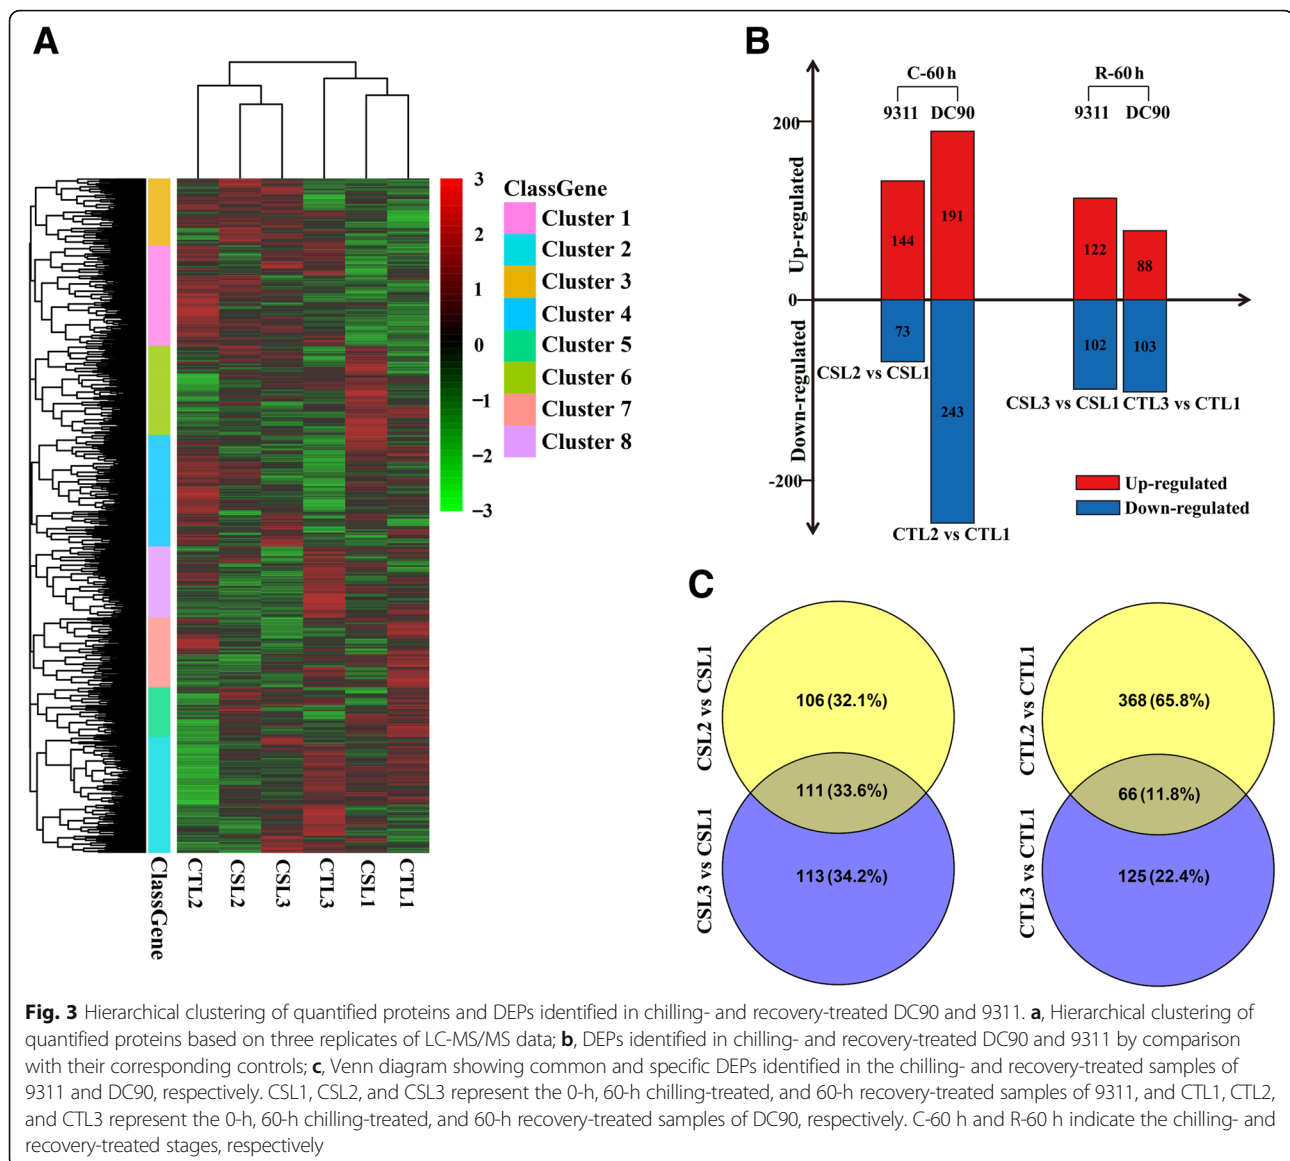 A
3
2
1
0
−1
−2
−3
ClassGene
Cluster 1
Cluster 2
Cluster 3
Cluster 4
Cluster 5
Cluster 6
Cluster 7
Cluster 8
ClassGene
CTL2
CSL2
CSL3
CTL3
CSL1
CTL1
B
C-60 h
R-60 h
9311 DC90
9311 DC90
200
0
-200
Up-regulated
Down-regulated
144
191
122
88
73
243
102
103
CSL2 vs CSL1
CTL2 vs CTL1
CSL3 vs CSL1
CTL3 vs CTL1
Up-regulated
Down-regulated
C
CSL2 vs CSL1
CSL3 vs CSL1
106 (32.1%)
111 (33.6%)
113 (34.2%)
CTL2 vs CTL1
CTL3 vs CTL1
368 (65.8%)
66 (11.8%)
125 (22.4%)
Fig. 3 Hierarchical clustering of quantified proteins and DEPs identified in chilling- and recovery-treated DC90 and 9311. a, Hierarchical clustering of
quantified proteins based on three replicates of LC-MS/MS data; b, DEPs identified in chilling- and recovery-treated DC90 and 9311 by comparison
with their corresponding controls; c, Venn diagram showing common and specific DEPs identified in the chilling- and recovery-treated samples of
9311 and DC90, respectively. CSL1, CSL2, and CSL3 represent the 0-h, 60-h chilling-treated, and 60-h recovery-treated samples of 9311, and CTL1, CTL2,
and CTL3 represent the 0-h, 60-h chilling-treated, and 60-h recovery-treated samples of DC90, respectively. C-60 h and R-60 h indicate the chilling- and
recovery-treated stages, respectively